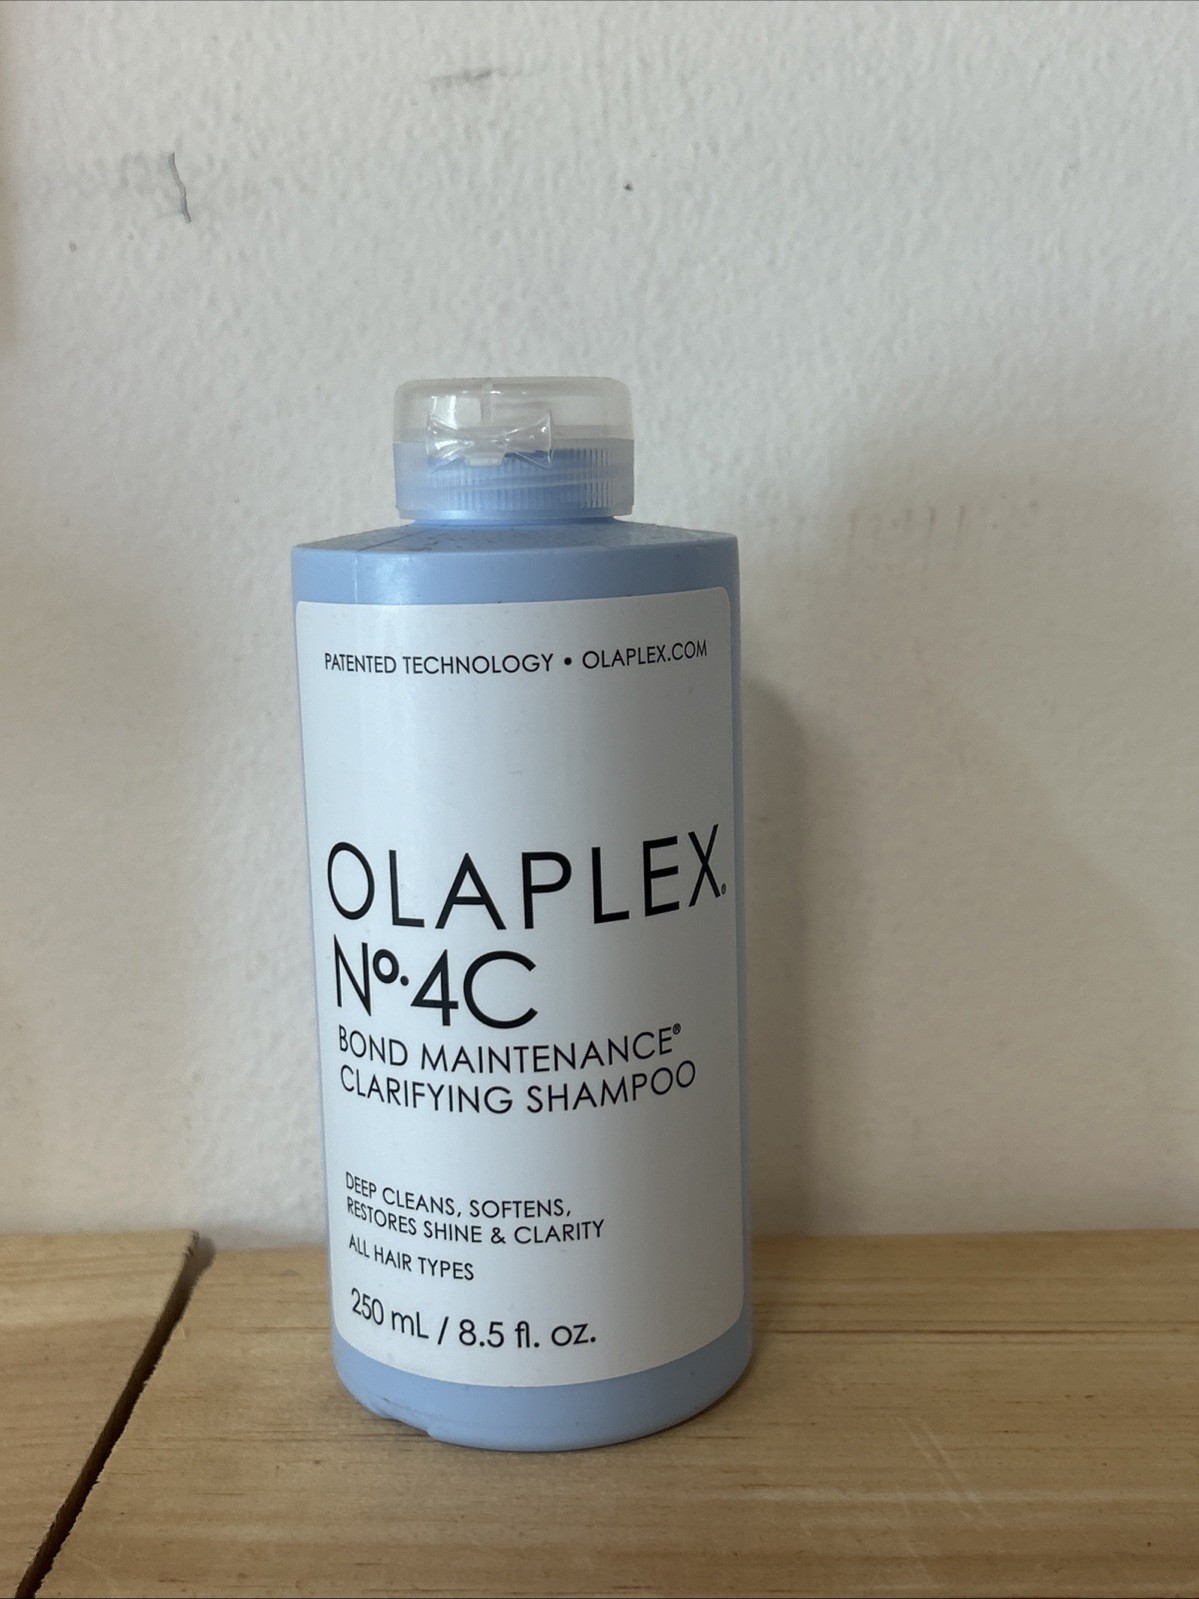 PATENTED TECHNOLOGY • OLAPLEX.COM
OLAPLEX®
Nº.4C
BOND MAINTENANCE®
CLARIFYING SHAMPOO
DEEP CLEANS, SOFTENS,
RESTORES SHINE & CLARITY
ALL HAIR TYPES
250 mL / 8.5 fl. oz.